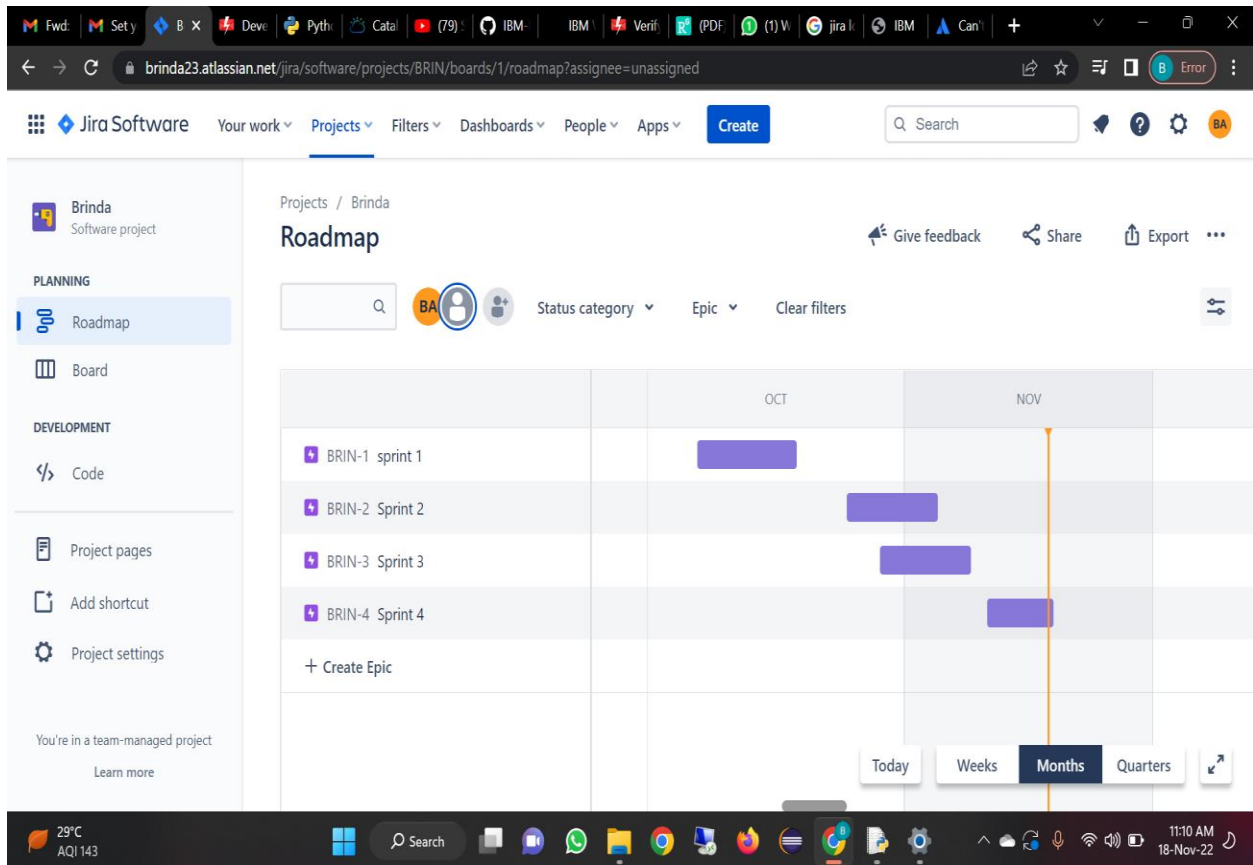 Fwd: Set y B X Deve Pyth Catal (79) IBM- IBM Verify (PDF (1) W jira lo IBM Can't +
brinda23.atlassian.net/jira/software/projects/BRIN/boards/1/roadmap?assignee=unassigned B Error
Jira Software Your work Projects Filters Dashboards People Apps Create Search BA
Brinda
Software project
Projects / Brinda
Roadmap
Give feedback Share Export
PLANNING
Roadmap
Board
BA Status category Epic Clear filters
DEVELOPMENT
Code
Project pages
Add shortcut
Project settings
OCT NOV
BRIN-1 sprint 1
BRIN-2 Sprint 2
BRIN-3 Sprint 3
BRIN-4 Sprint 4
+ Create Epic
You're in a team-managed project
Learn more
Today Weeks Months Quarters
29°C
AQI 143
Search
11:10 AM
18-Nov-22